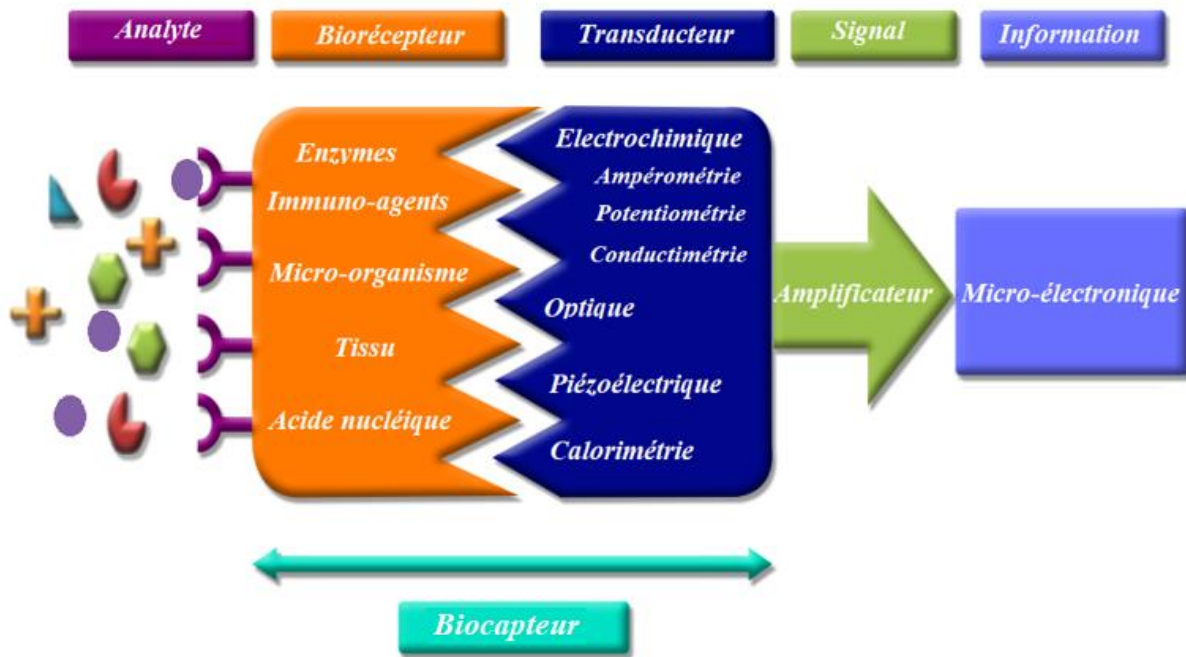 Analyte
Biorécepteur
Transducteur
Signal
Information
Enzymes
Immuno-agents
Micro-organisme
Tissu
Acide nucléique
Electrochimique
Ampérométrie
Potentiométrie
Conductimétrie
Optique
Piézoélectrique
Calorimétrie
Amplificateur
Micro-électronique
Biocapteur